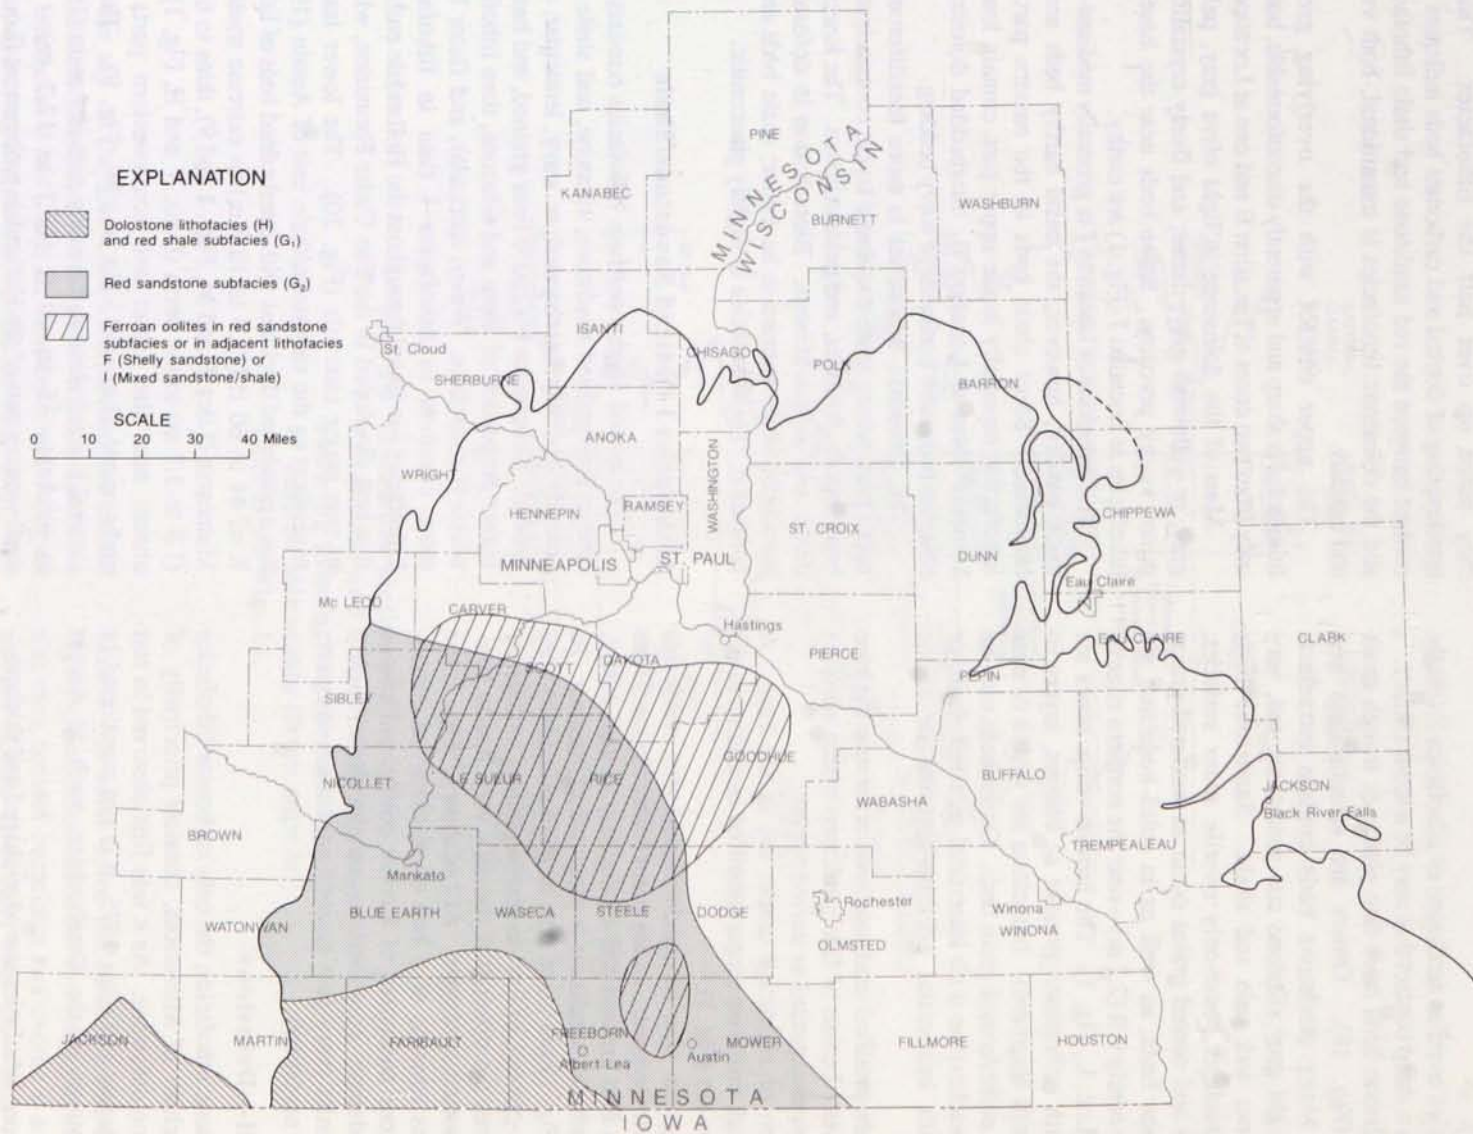 EXPLANATION
Dolostone lithofacies (H)
and red shale subfacies (G₁)
Red sandstone subfacies (G₂)
Ferroan oolites in red sandstone
subfacies or in adjacent lithofacies
F (Shelly sandstone) or
I (Mixed sandstone/shale)
SCALE
0 10 20 30 40 Miles
PINE
MINNESOTA
WISCONSIN
KANABEC
BURNETT
WASHBURN
ISANTI
St. Cloud
CHISAGO
POLK
SHERBURNE
BARRON
ANOKA
WRIGHT
WASHINGTON
HENNEPIN
RAMSEY
ST. CROIX
CHIPPEWA
MINNEAPOLIS
ST. PAUL
DUNN
Eau Claire
Mc LEOD
CARVER
Hastings
EAU CLAIRE
CLARK
SCOTT
DAKOTA
PIERCE
PEPIN
SIBLEY
GOODHUE
NICOLLET
LE SUEUR
RICE
BUFFALO
JACKSON
WABASHA
Black River Falls
BROWN
TREMPEALEAU
Mankato
WATONWAN
BLUE EARTH
WASECA
STEELE
DODGE
Rochester
OLMSTED
Winona
WINONA
JACKSON
MARTIN
FARIBAULT
FREEBORN
Albert Lea
Austin
MOWER
FILLMORE
HOUSTON
MINNESOTA
IOWA